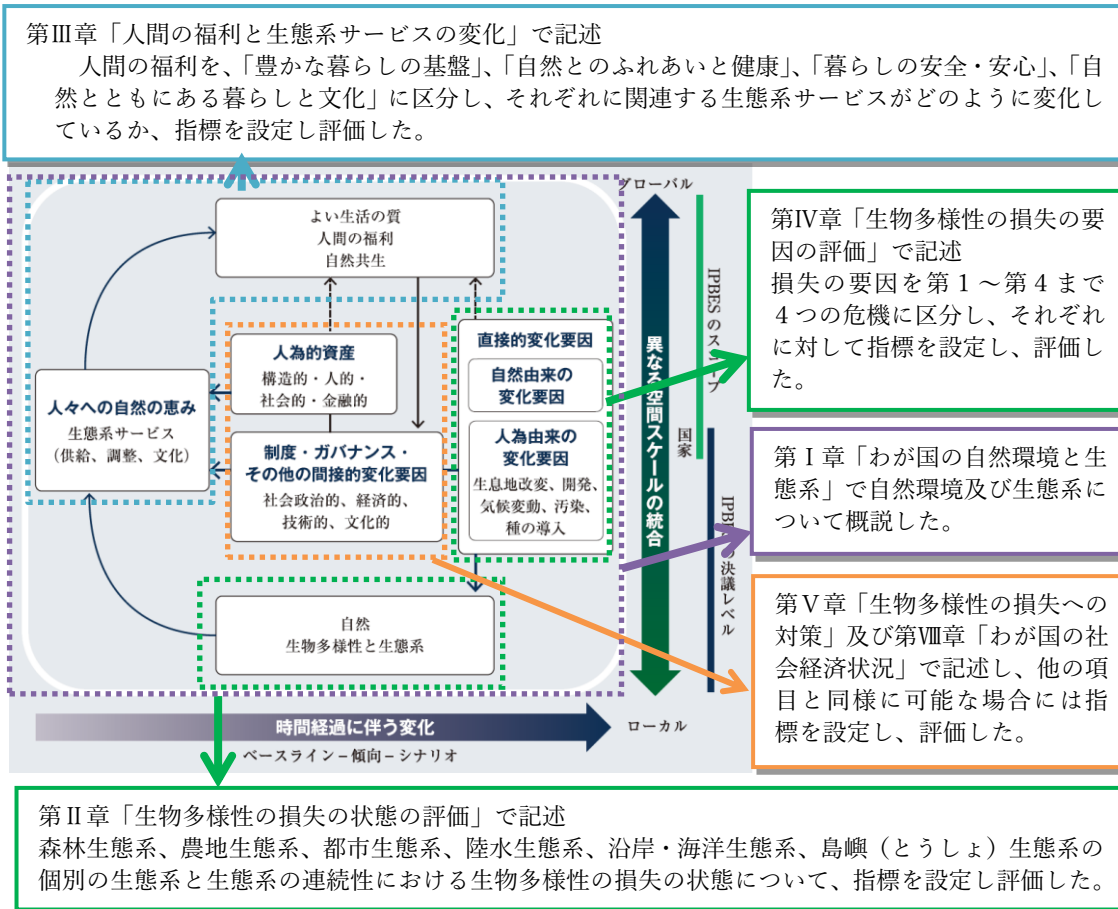 第Ⅲ章「人間の福利と生態系サービスの変化」で記述
人間の福利を、「豊かな暮らしの基盤」、「自然とのふれあいと健康」、「暮らしの安全・安心」、「自
然とともにある暮らしと文化」に区分し、それぞれに関連する生態系サービスがどのように変化し
ているか、指標を設定し評価した。
グローバル
よい生活の質
人間の福利
自然共生
人為的資産
構造的・人的・
社会的・金融的
人々への自然の恵み
生態系サービス
（供給、調整、文化）
制度・ガバナンス・
その他の間接的変化要因
社会政治的、経済的、
技術的、文化的
直接的変化要因
自然由来の
変化要因
人為由来の
変化要因
生息地改変、開発、
気候変動、汚染、
種の導入
自然
生物多様性と生態系
異なる空間スケールの統合
IPBESのスコープ
国家
の決議レベル
ローカル
時間経過に伴う変化
ベースライン－傾向－シナリオ
第Ⅳ章「生物多様性の損失の要
因の評価」で記述
損失の要因を第１～第４まで
４つの危機に区分し、それぞれ
に対して指標を設定し、評価し
た。
第Ⅰ章「わが国の自然環境と生
態系」で自然環境及び生態系に
ついて概説した。
第Ⅴ章「生物多様性の損失への
対策」及び第Ⅷ章「わが国の社
会経済状況」で記述し、他の項
目と同様に可能な場合には指
標を設定し、評価した。
第Ⅱ章「生物多様性の損失の状態の評価」で記述
森林生態系、農地生態系、都市生態系、陸水生態系、沿岸・海洋生態系、島嶼（とうしょ）生態系の
個別の生態系と生態系の連続性における生物多様性の損失の状態について、指標を設定し評価した。